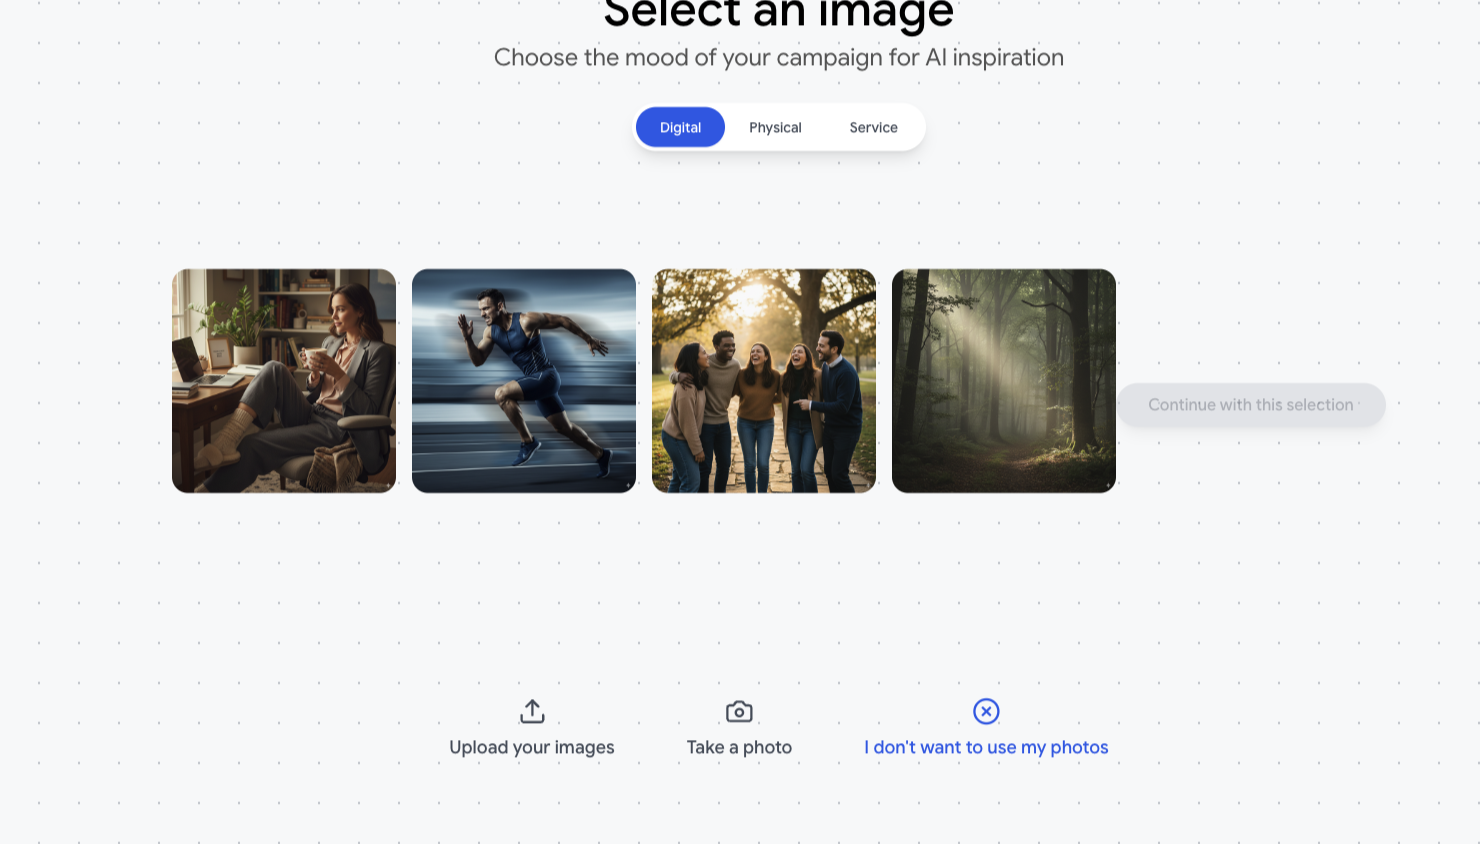 Select an image
Choose the mood of your campaign for AI inspiration
Digital
Physical
Service
Continue with this selection
Upload your images
Take a photo
I don't want to use my photos